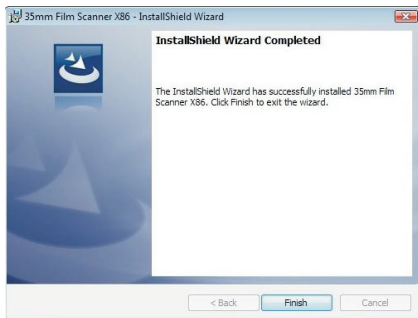 35mm Film Scanner X86 - InstallShield Wizard
InstallShield Wizard Completed
The InstallShield Wizard has successfully installed 35mm Film
Scanner X86. Click Finish to exit the wizard.
< Back
Finish
Cancel